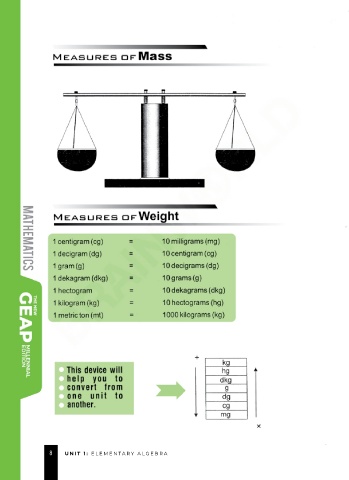 MEASURES OF Mass
MEASURES OF Weight
1 centigram (cg) = 10 milligrams (mg)
1 decigram (dg) = 10 centigram (cg)
1 gram (g) = 10 decigrams (dg)
1 dekagram (dkg) = 10 grams (g)
1 hectogram = 10 dekagrams (dkg)
1 kilogram (kg) = 10 hectograms (hg)
1 metric ton (mt) = 1000 kilograms (kg)
This device will
help you to
convert from
one unit to
another.
÷
kg
hg
dkg
g
dg
cg
mg
×
MATHEMATICS
THE NEW
GEAP
MILLENNIAL
EDITION
8 UNIT 1: ELEMENTARY ALGEBRA